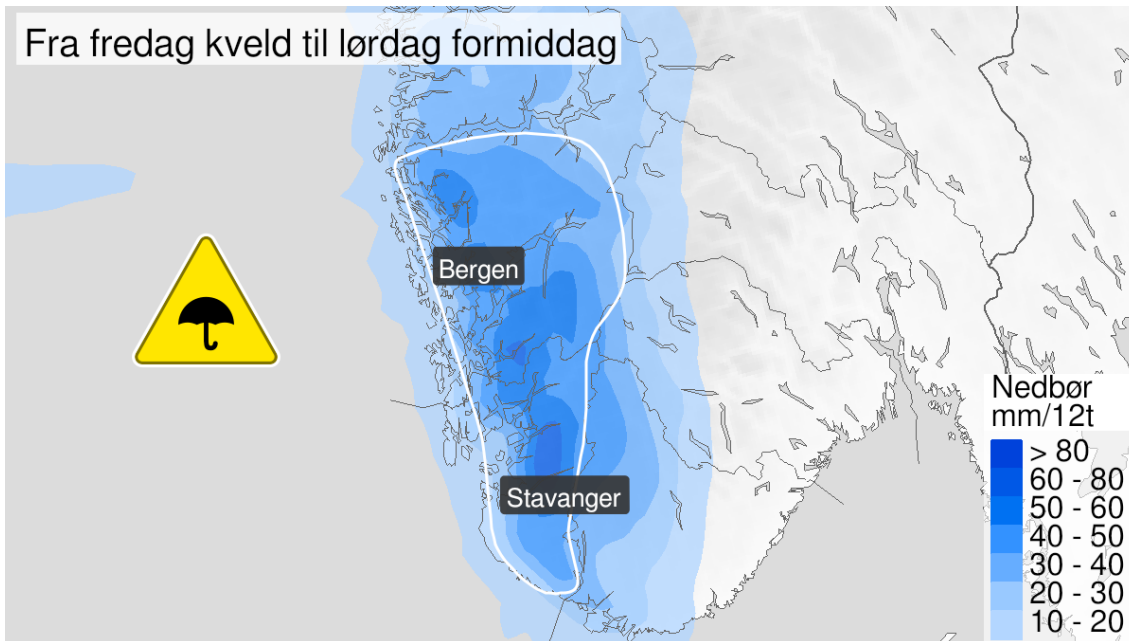 Fra fredag kveld til lørdag formiddag
Bergen
Stavanger
Nedbør
mm/12t
> 80
60 - 80
50 - 60
40 - 50
30 - 40
20 - 30
10 - 20